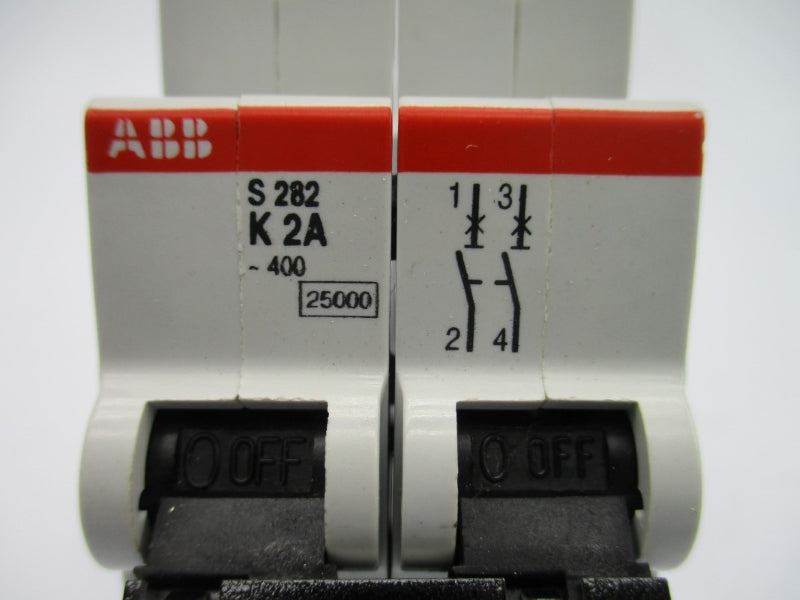 ABB
S 282
K 2A
~ 400
25000
1 3
2 4
O OFF
O OFF